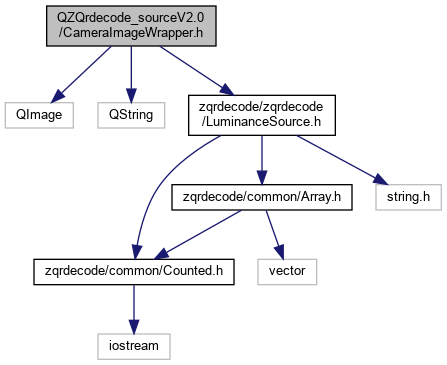 QZQrdecode_sourceV2.0
/CameraImageWrapper.h
QImage
QString
zqrdecode/zqrdecode
/LuminanceSource.h
zqrdecode/common/Array.h
string.h
zqrdecode/common/Counted.h
vector
iostream